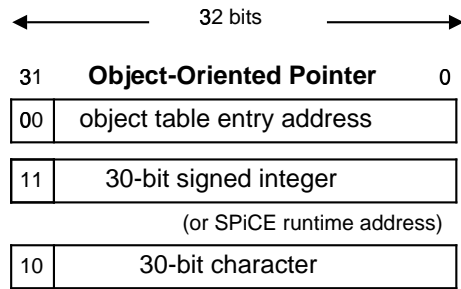 32 bits
31 Object-Oriented Pointer 0
00 object table entry address
11 30-bit signed integer
(or SPiCE runtime address)
10 30-bit character